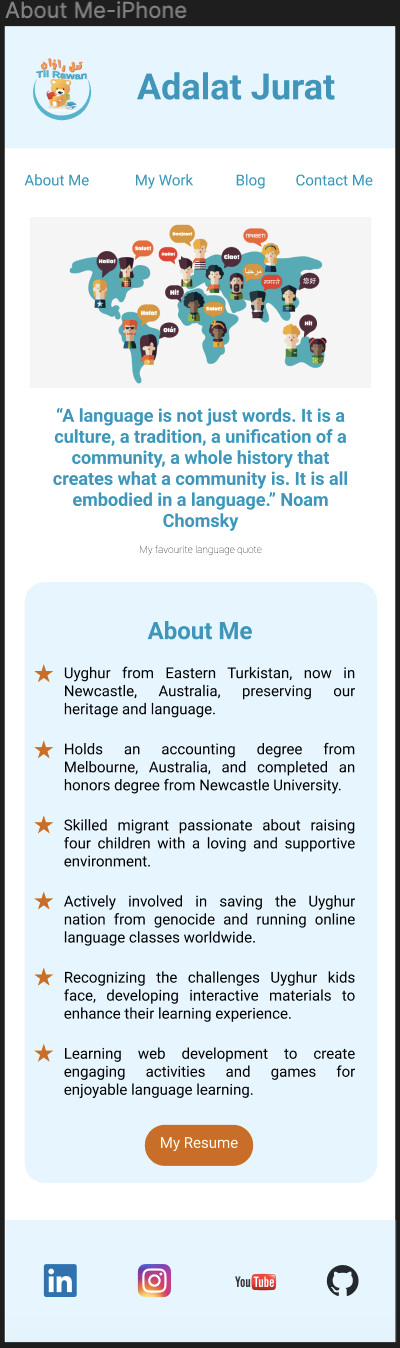 About Me-iPhone
Til Rawan
Adalat Jurat
About Me
My Work
Blog
Contact Me
Bonjour!
ПРИВЕТ!
Hello!
Salut!
Hello!
Ciao!
مرحبا
नमस्ते
您好
Hi!
Hola!
Salut!
Olá!
Hi!
“A language is not just words. It is a
culture, a tradition, a unification of a
community, a whole history that
creates what a community is. It is all
embodied in a language.” Noam
Chomsky
My favourite language quote
About Me
Uyghur from Eastern Turkistan, now in
Newcastle, Australia, preserving our
heritage and language.
Holds an accounting degree from
Melbourne, Australia, and completed an
honors degree from Newcastle University.
Skilled migrant passionate about raising
four children with a loving and supportive
environment.
Actively involved in saving the Uyghur
nation from genocide and running online
language classes worldwide.
Recognizing the challenges Uyghur kids
face, developing interactive materials to
enhance their learning experience.
Learning web development to create
engaging activities and games for
enjoyable language learning.
My Resume
in
YouTube